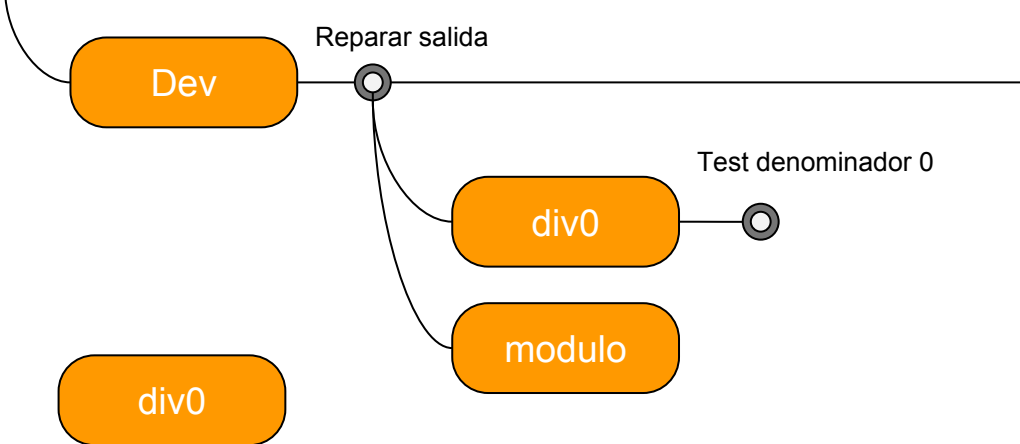 Reparar salida
Dev
Test denominador 0
div0
modulo
div0